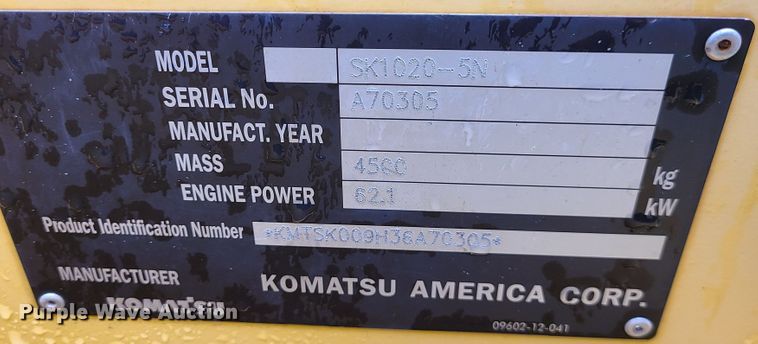 MODEL SK1020-5N
SERIAL No. A70305
MANUFACT. YEAR
MASS 4560 kg
ENGINE POWER 62.1 kW
Product Identification Number *KMTSK009H36A70305*
MANUFACTURER KOMATSU AMERICA CORP.
KOMATSU
Purple Wave Auction
09602-12-041